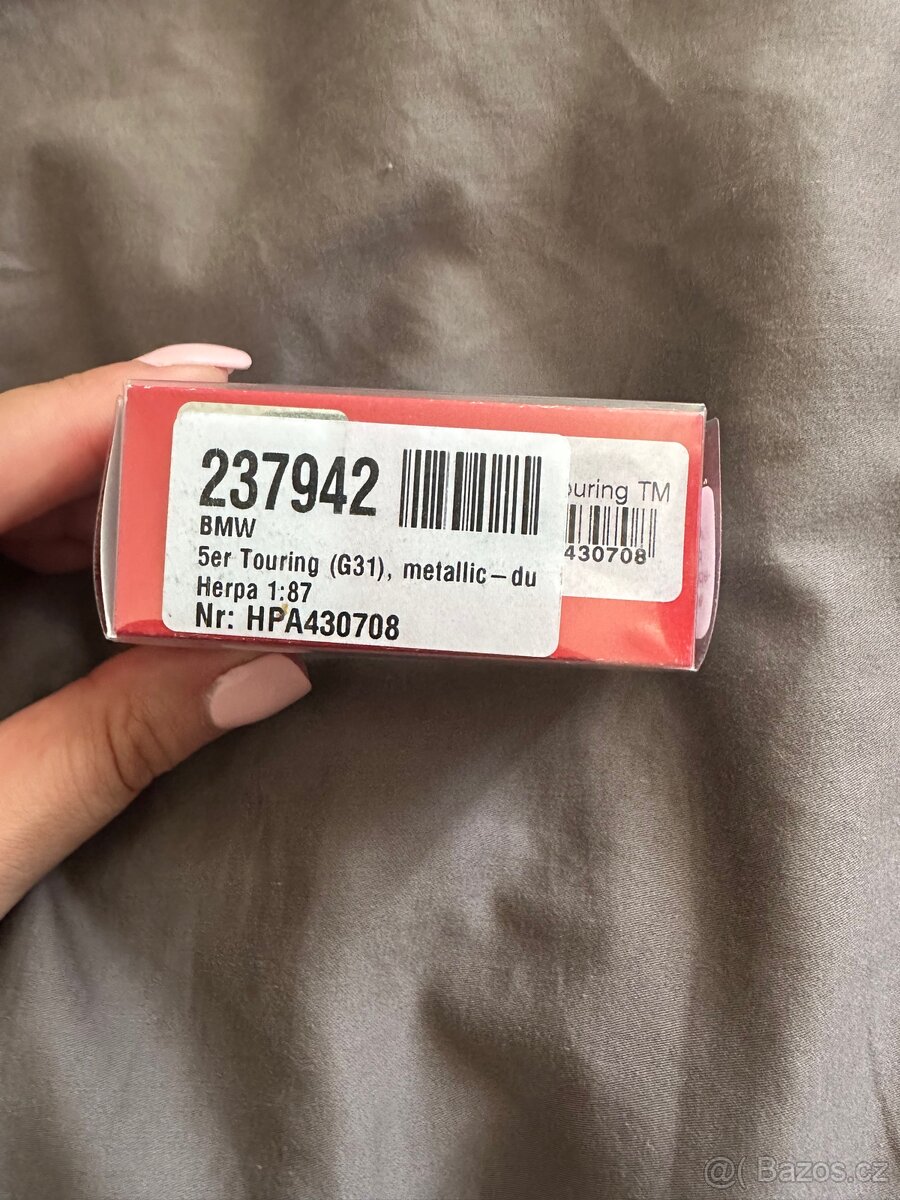 237942
BMW
5er Touring (G31), metallic-du
Herpa 1:87
Nr: HPA430708
ouring TM
430708
@( Bazos.cz